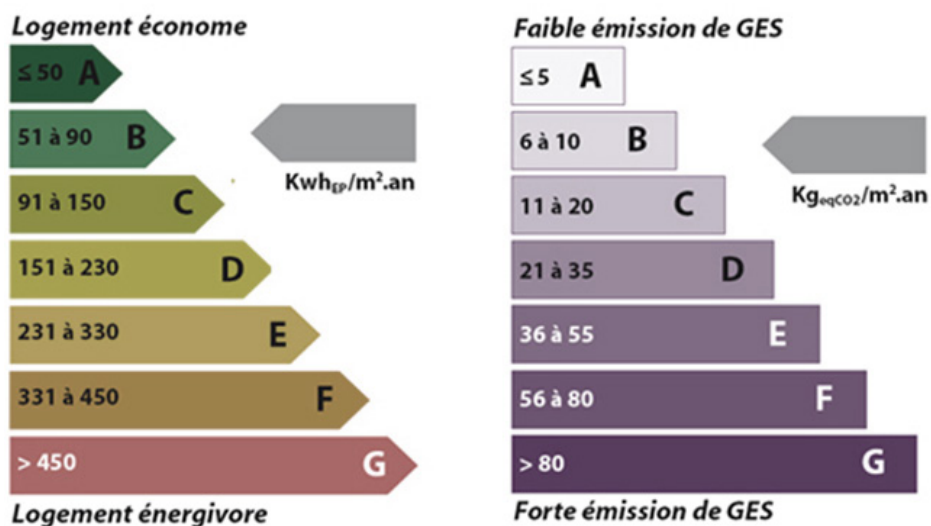 Logement économe
≤ 50 A
51 à 90 B
91 à 150 C
151 à 230 D
231 à 330 E
331 à 450 F
> 450 G
Logement énergivore
Kwh_EP/m².an
Faible émission de GES
≤ 5 A
6 à 10 B
11 à 20 C
21 à 35 D
36 à 55 E
56 à 80 F
> 80 G
Forte émission de GES
Kg_eqCO2/m².an